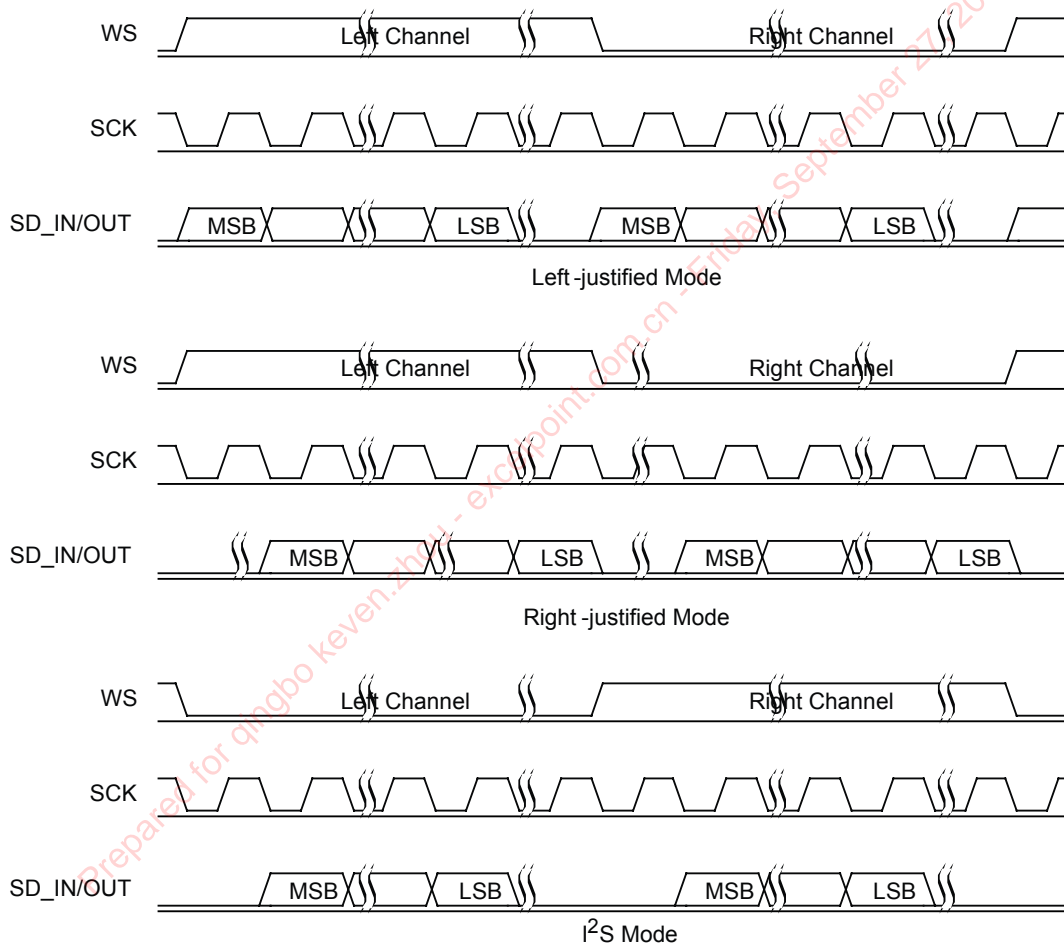 WS
Left Channel
Right Channel
SCK
SD_IN/OUT
MSB
LSB
MSB
LSB
Left-justified Mode
WS
Left Channel
Right Channel
SCK
SD_IN/OUT
MSB
LSB
MSB
LSB
Right-justified Mode
WS
Left Channel
Right Channel
SCK
SD_IN/OUT
MSB
LSB
MSB
LSB
I²S Mode
Prepared for qingbo keven.zhou - excelpoint.com.cn - Friday, September 27, 20